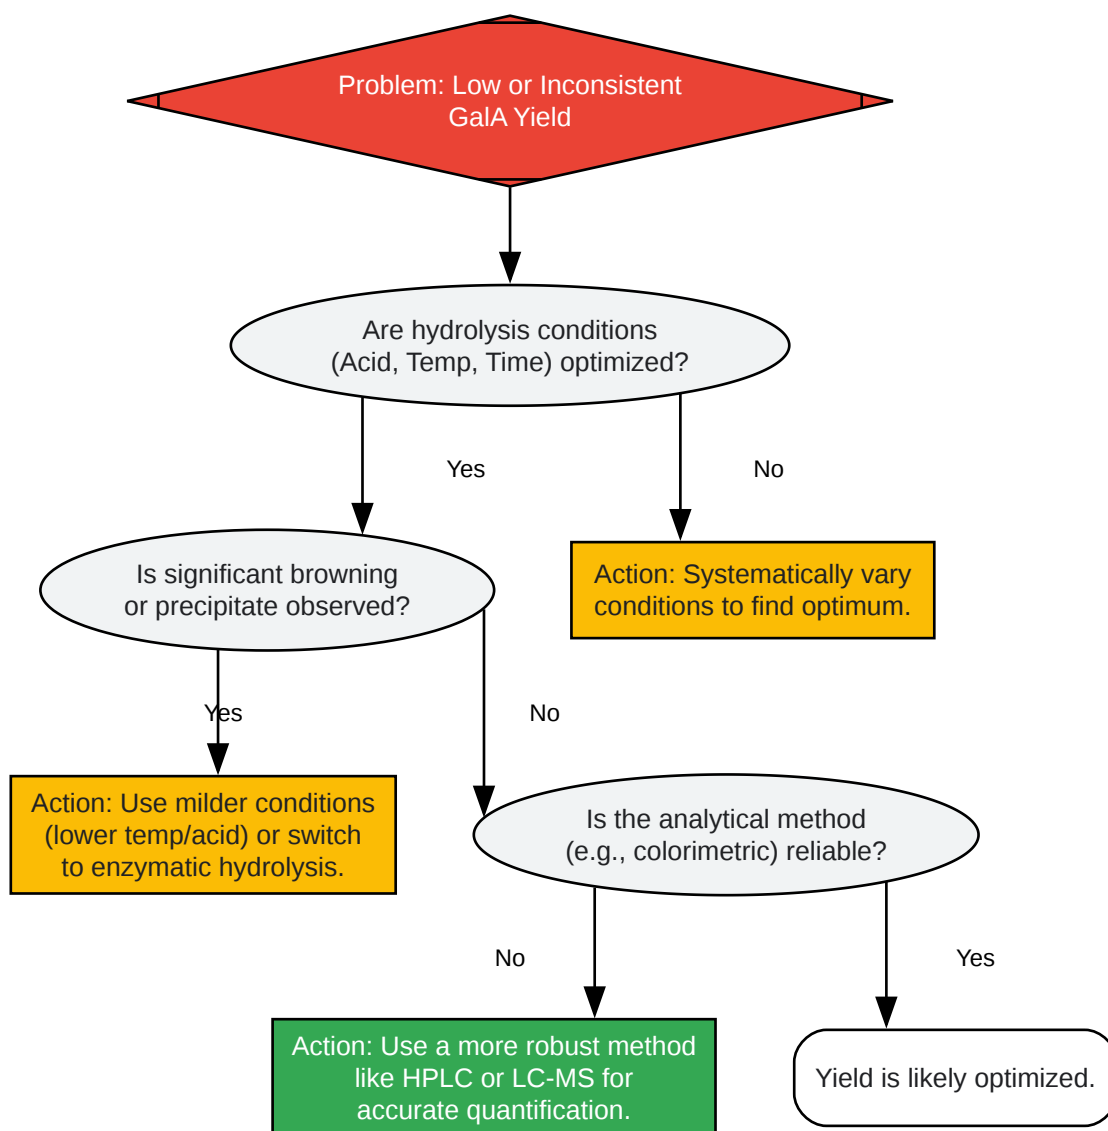 Problem: Low or Inconsistent
GalA Yield
Are hydrolysis conditions
(Acid, Temp, Time) optimized?
Yes
No
Is significant browning
or precipitate observed?
Action: Systematically vary
conditions to find optimum.
Yes
No
Action: Use milder conditions
(lower temp/acid) or switch
to enzymatic hydrolysis.
Is the analytical method
(e.g., colorimetric) reliable?
No
Yes
Action: Use a more robust method
like HPLC or LC-MS for
accurate quantification.
Yield is likely optimized.